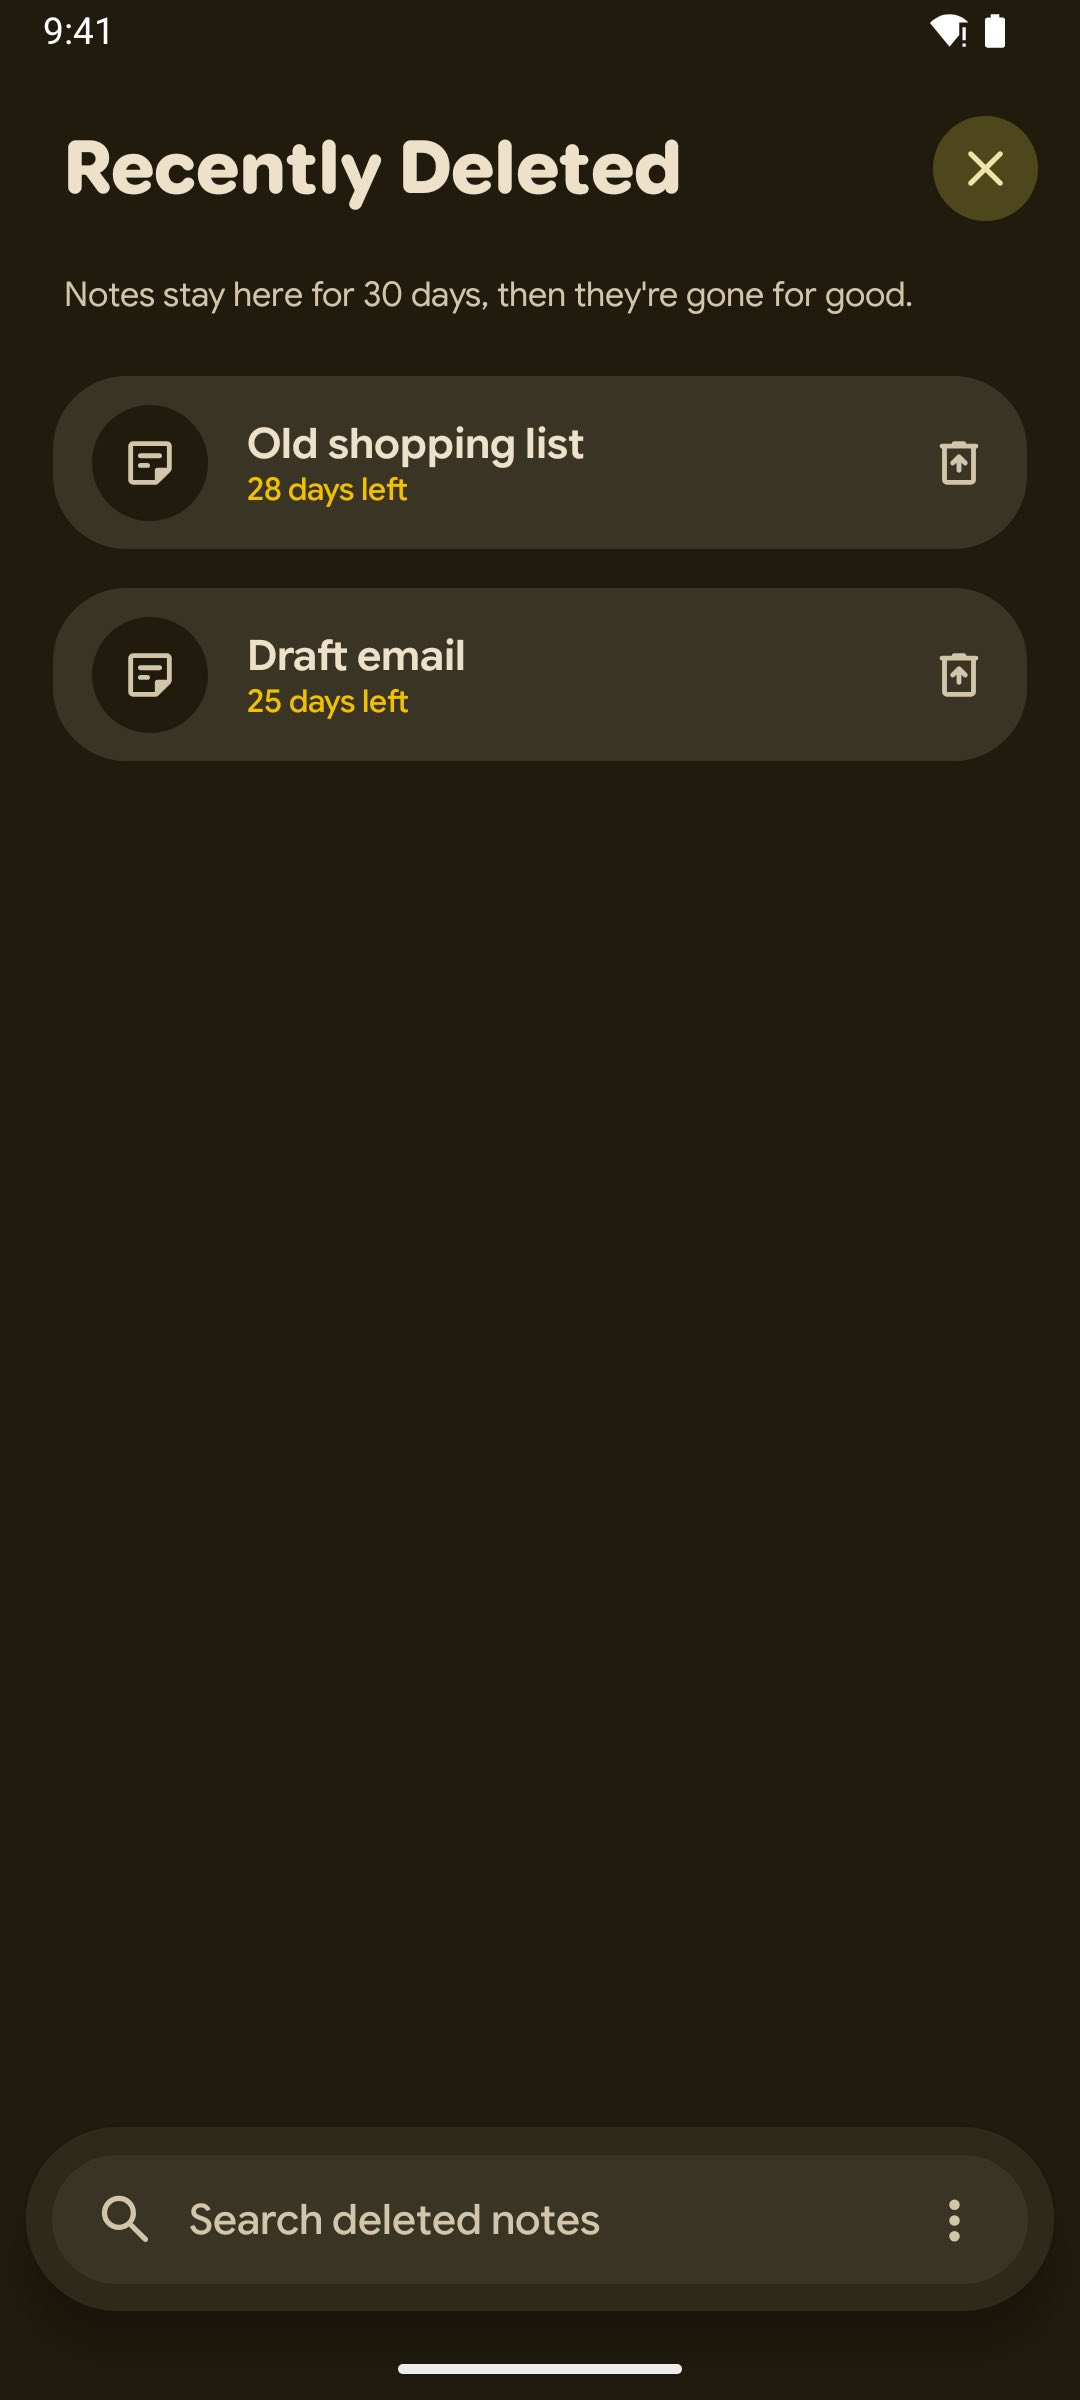 9:41
Recently Deleted
Notes stay here for 30 days, then they're gone for good.
Old shopping list
28 days left
Draft email
25 days left
Search deleted notes